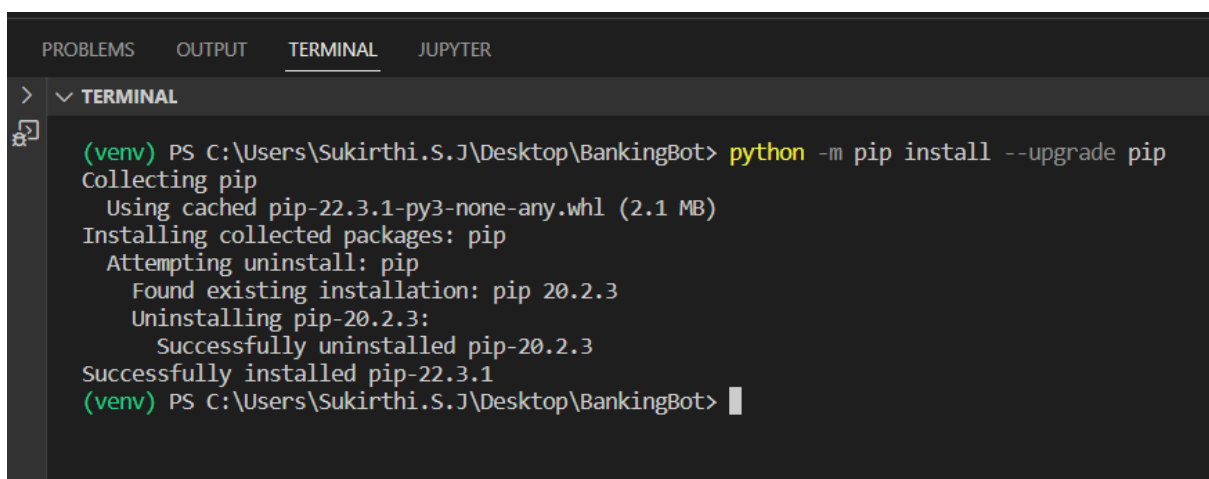 PROBLEMS OUTPUT TERMINAL JUPYTER
TERMINAL
(venv) PS C:\Users\Sukirthi.S.J\Desktop\BankingBot> python -m pip install --upgrade pip
Collecting pip
  Using cached pip-22.3.1-py3-none-any.whl (2.1 MB)
Installing collected packages: pip
  Attempting uninstall: pip
    Found existing installation: pip 20.2.3
    Uninstalling pip-20.2.3:
      Successfully uninstalled pip-20.2.3
Successfully installed pip-22.3.1
(venv) PS C:\Users\Sukirthi.S.J\Desktop\BankingBot>